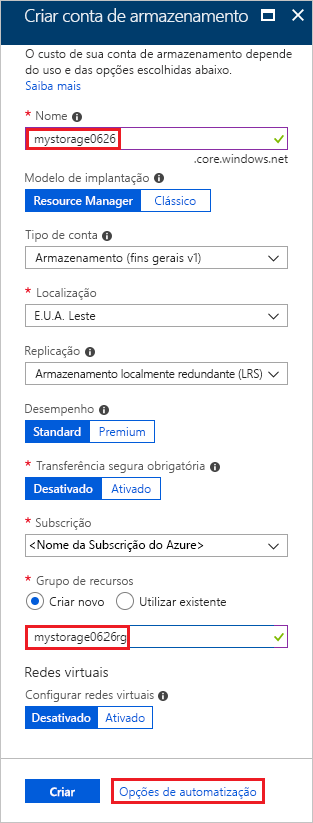 Criar conta de armazenamento
O custo de sua conta de armazenamento depende
do uso e das opções escolhidas abaixo.
Saiba mais
* Nome
mystorage0626
.core.windows.net
Modelo de implantação
Resource Manager Clássico
Tipo de conta
Armazenamento (fins gerais v1)
* Localização
E.U.A. Leste
Replicação
Armazenamento localmente redundante (LRS)
Desempenho
Standard Premium
* Transferência segura obrigatória
Desativado Ativado
* Subscrição
<Nome da Subscrição do Azure>
* Grupo de recursos
Criar novo Utilizar existente
mystorage0626rg
Redes virtuais
Configurar redes virtuais
Desativado Ativado
Criar Opções de automatização